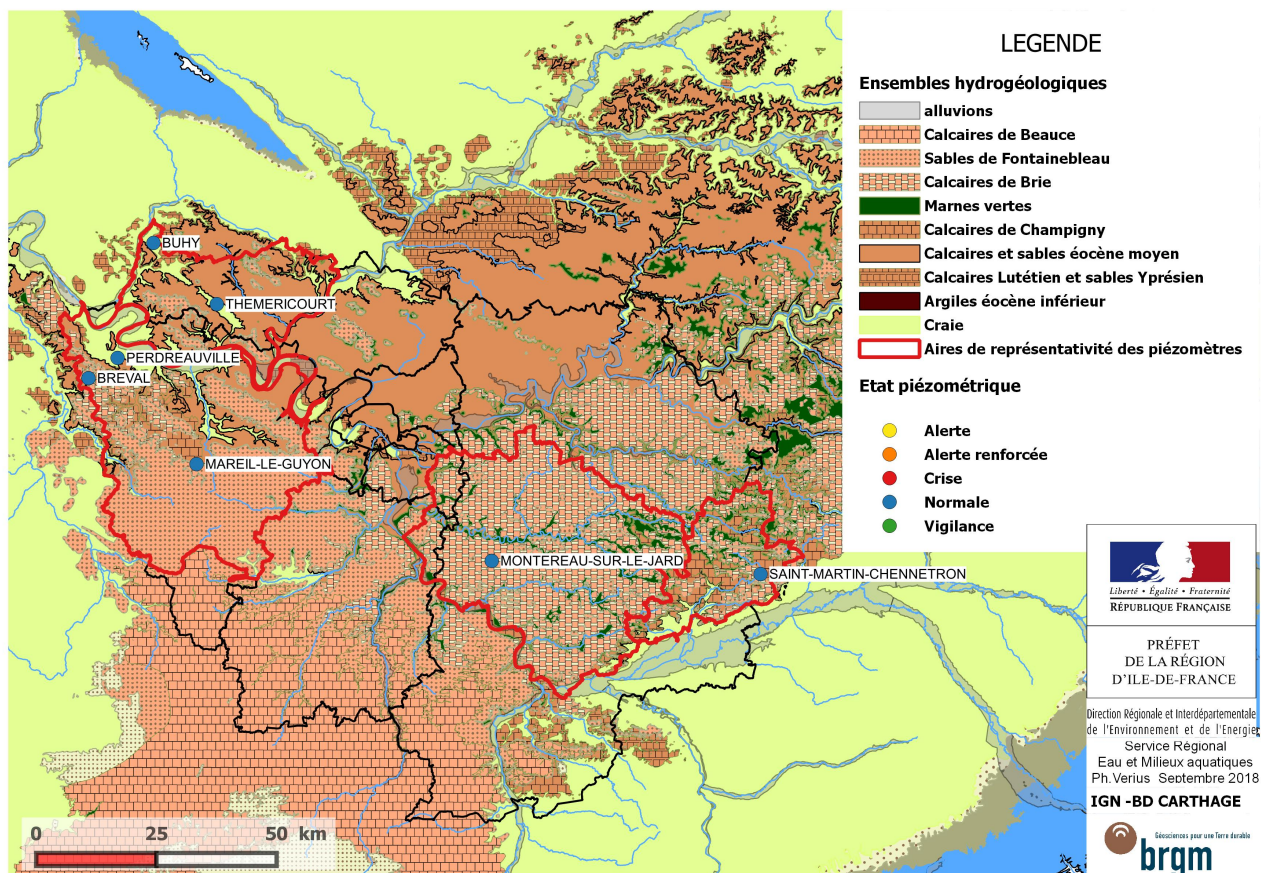 LEGENDE
Ensembles hydrogéologiques
alluvions
Calcaires de Beauce
Sables de Fontainebleau
Calcaires de Brie
Marnes vertes
Calcaires de Champigny
Calcaires et sables éocène moyen
Calcaires Lutétien et sables Yprésien
Argiles éocène inférieur
Craie
Aires de représentativité des piézomètres
Etat piézométrique
Alerte
Alerte renforcée
Crise
Normale
Vigilance
BUHY
THEMERICOURT
PERDREAUVILLE
BREVAL
MAREIL-LE-GUYON
MONTEREAU-SUR-LE-JARD
SAINT-MARTIN-CHENNETRON
0 25 50 km
Liberté • Égalité • Fraternité
RÉPUBLIQUE FRANÇAISE
PRÉFET
DE LA RÉGION
D'ILE-DE-FRANCE
Direction Régionale et Interdépartementale
de l'Environnement et de l'Energie
Service Régional
Eau et Milieux aquatiques
Ph.Verius Septembre 2018
IGN -BD CARTHAGE
Géosciences pour une Terre durable
brgm